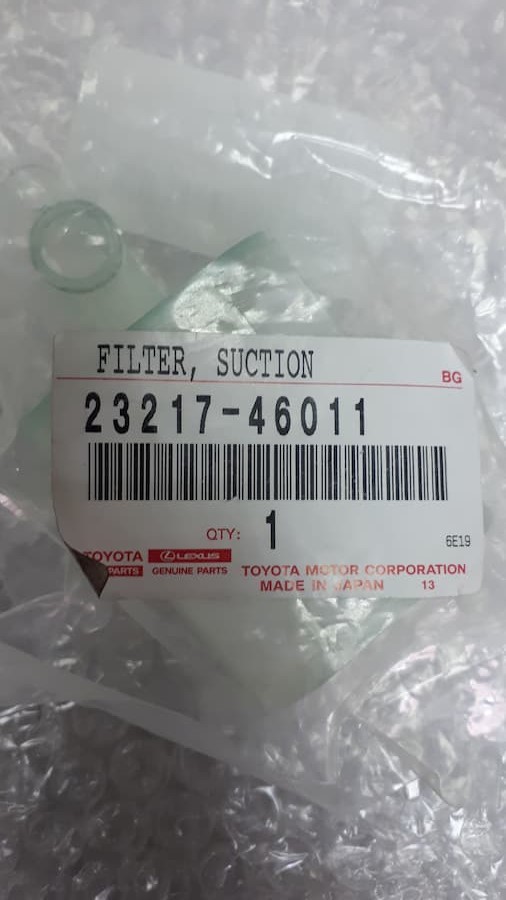 FILTER, SUCTION
BG
23217-46011
QTY: 1
6E19
TOYOTA LEXUS
PARTS GENUINE PARTS TOYOTA MOTOR CORPORATION
MADE IN JAPAN 13